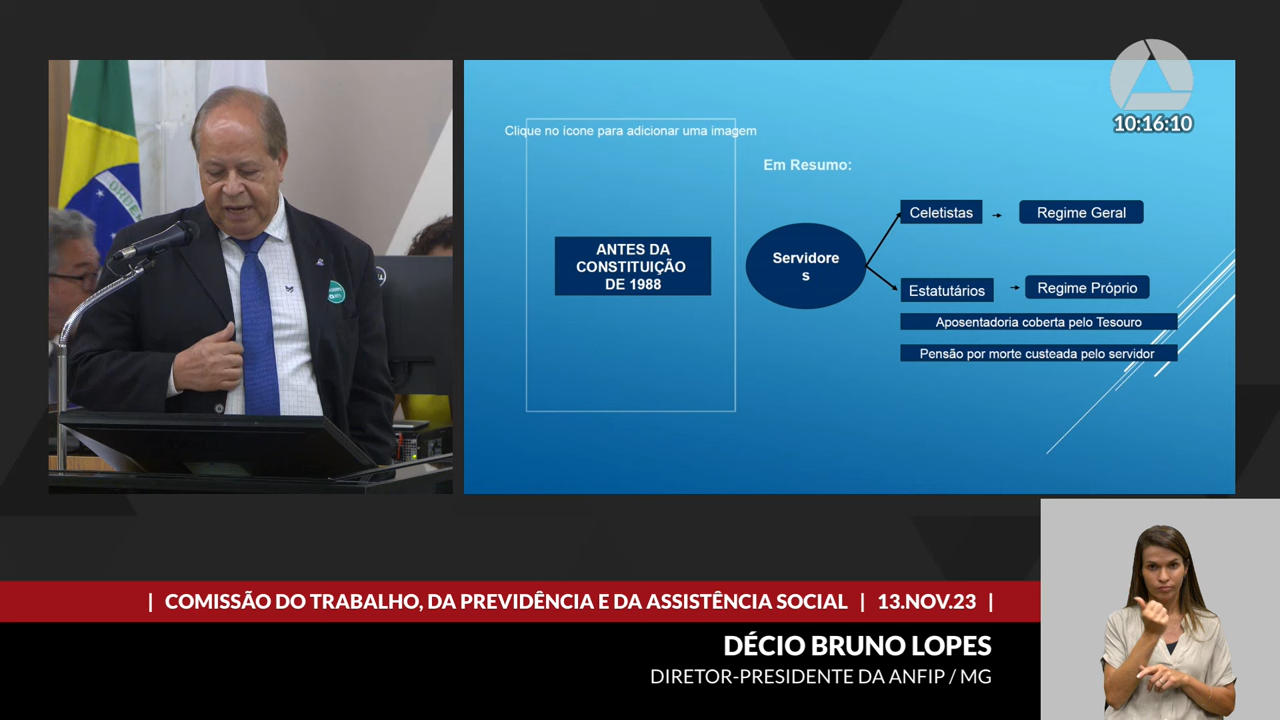 10:16:10
Clique no ícone para adicionar uma imagem
Em Resumo:
ANTES DA
CONSTITUIÇÃO
DE 1988
Servidore
s
Celetistas
Regime Geral
Estatutários
Regime Próprio
Aposentadoria coberta pelo Tesouro
Pensão por morte custeada pelo servidor
| COMISSÃO DO TRABALHO, DA PREVIDÊNCIA E DA ASSISTÊNCIA SOCIAL | 13.NOV.23 |
DÉCIO BRUNO LOPES
DIRETOR-PRESIDENTE DA ANFIP / MG